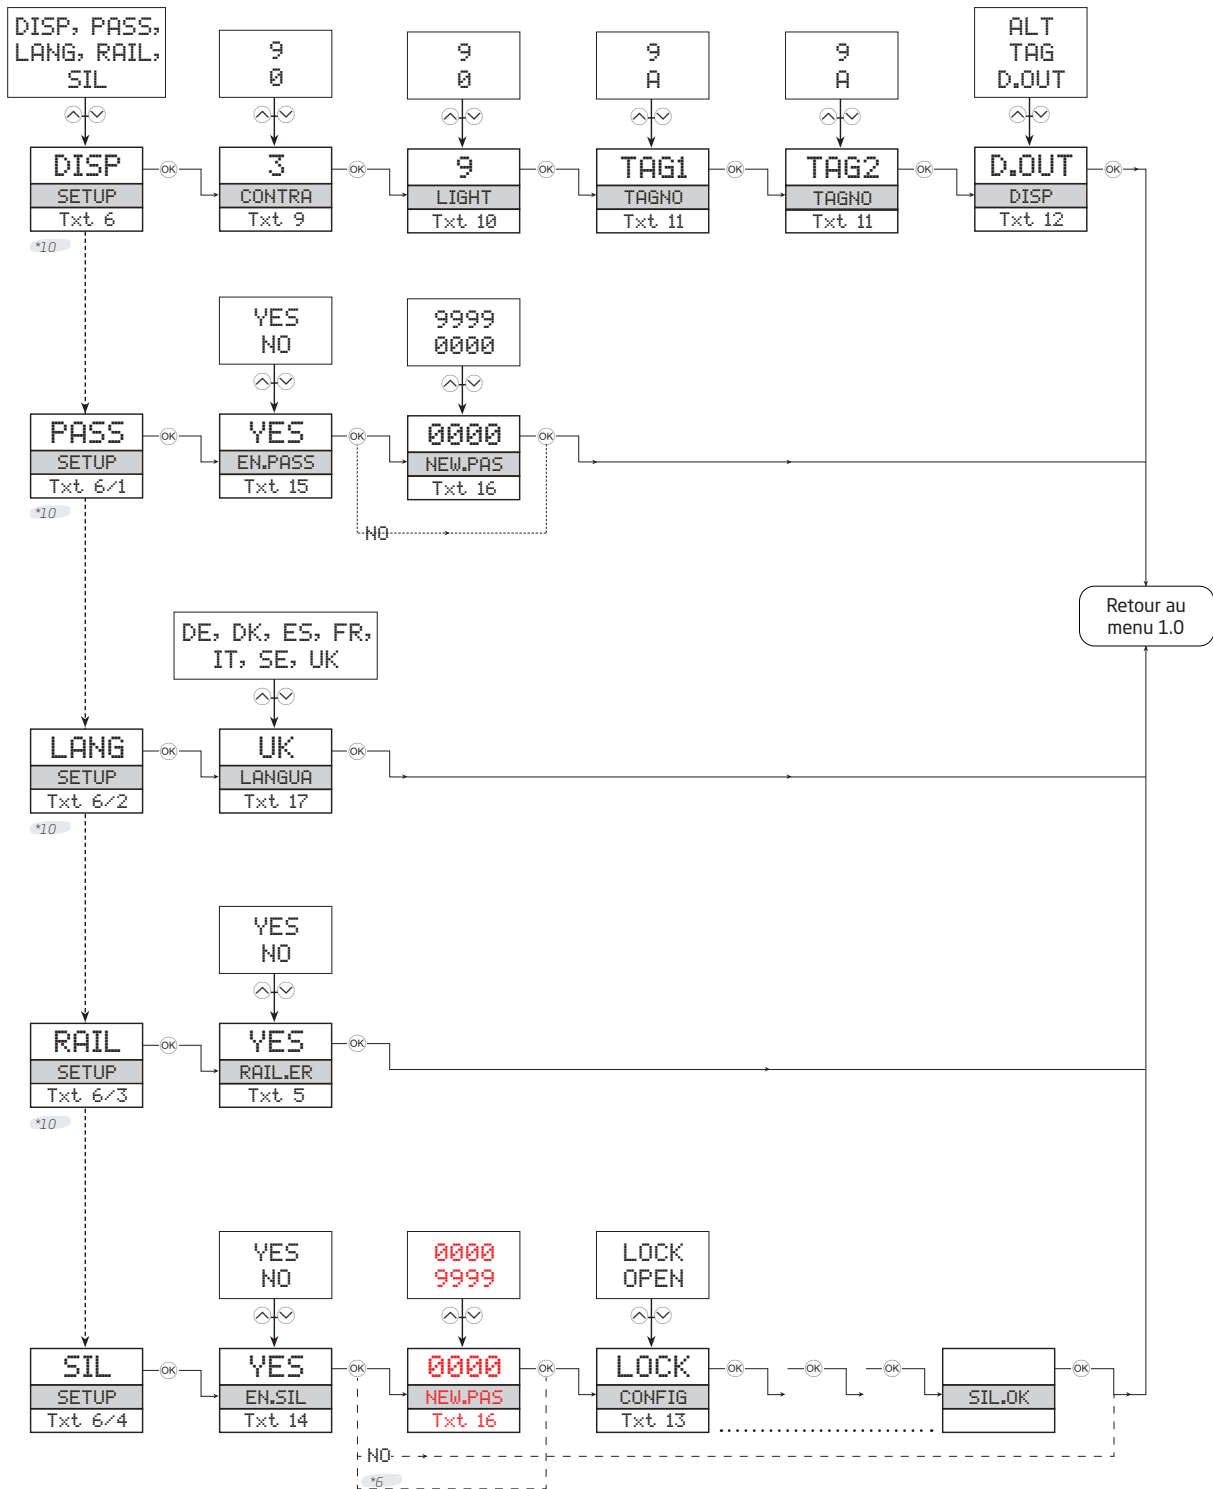 DISP, PASS,
LANG, RAIL,
SIL
9
0
9
0
9
A
9
A
ALT
TAG
D.OUT
DISP
SETUP
Txt 6
*10
OK
3
CONTRA
Txt 9
OK
9
LIGHT
Txt 10
OK
TAG1
TAGNO
Txt 11
OK
TAG2
TAGNO
Txt 11
OK
D.OUT
DISP
Txt 12
OK
YES
NO
9999
0000
PASS
SETUP
Txt 6/1
*10
OK
YES
EN.PASS
Txt 15
OK
0000
NEW.PAS
Txt 16
OK
NO
Retour au
menu 1.0
DE, DK, ES, FR,
IT, SE, UK
LANG
SETUP
Txt 6/2
*10
OK
UK
LANGUA
Txt 17
OK
YES
NO
RAIL
SETUP
Txt 6/3
*10
OK
YES
RAIL.ER
Txt 5
OK
YES
NO
0000
9999
LOCK
OPEN
SIL
SETUP
Txt 6/4
OK
YES
EN.SIL
Txt 14
OK
0000
NEW.PAS
Txt 16
OK
LOCK
CONFIG
Txt 13
OK
OK
OK
SIL.OK
OK
NO
*6